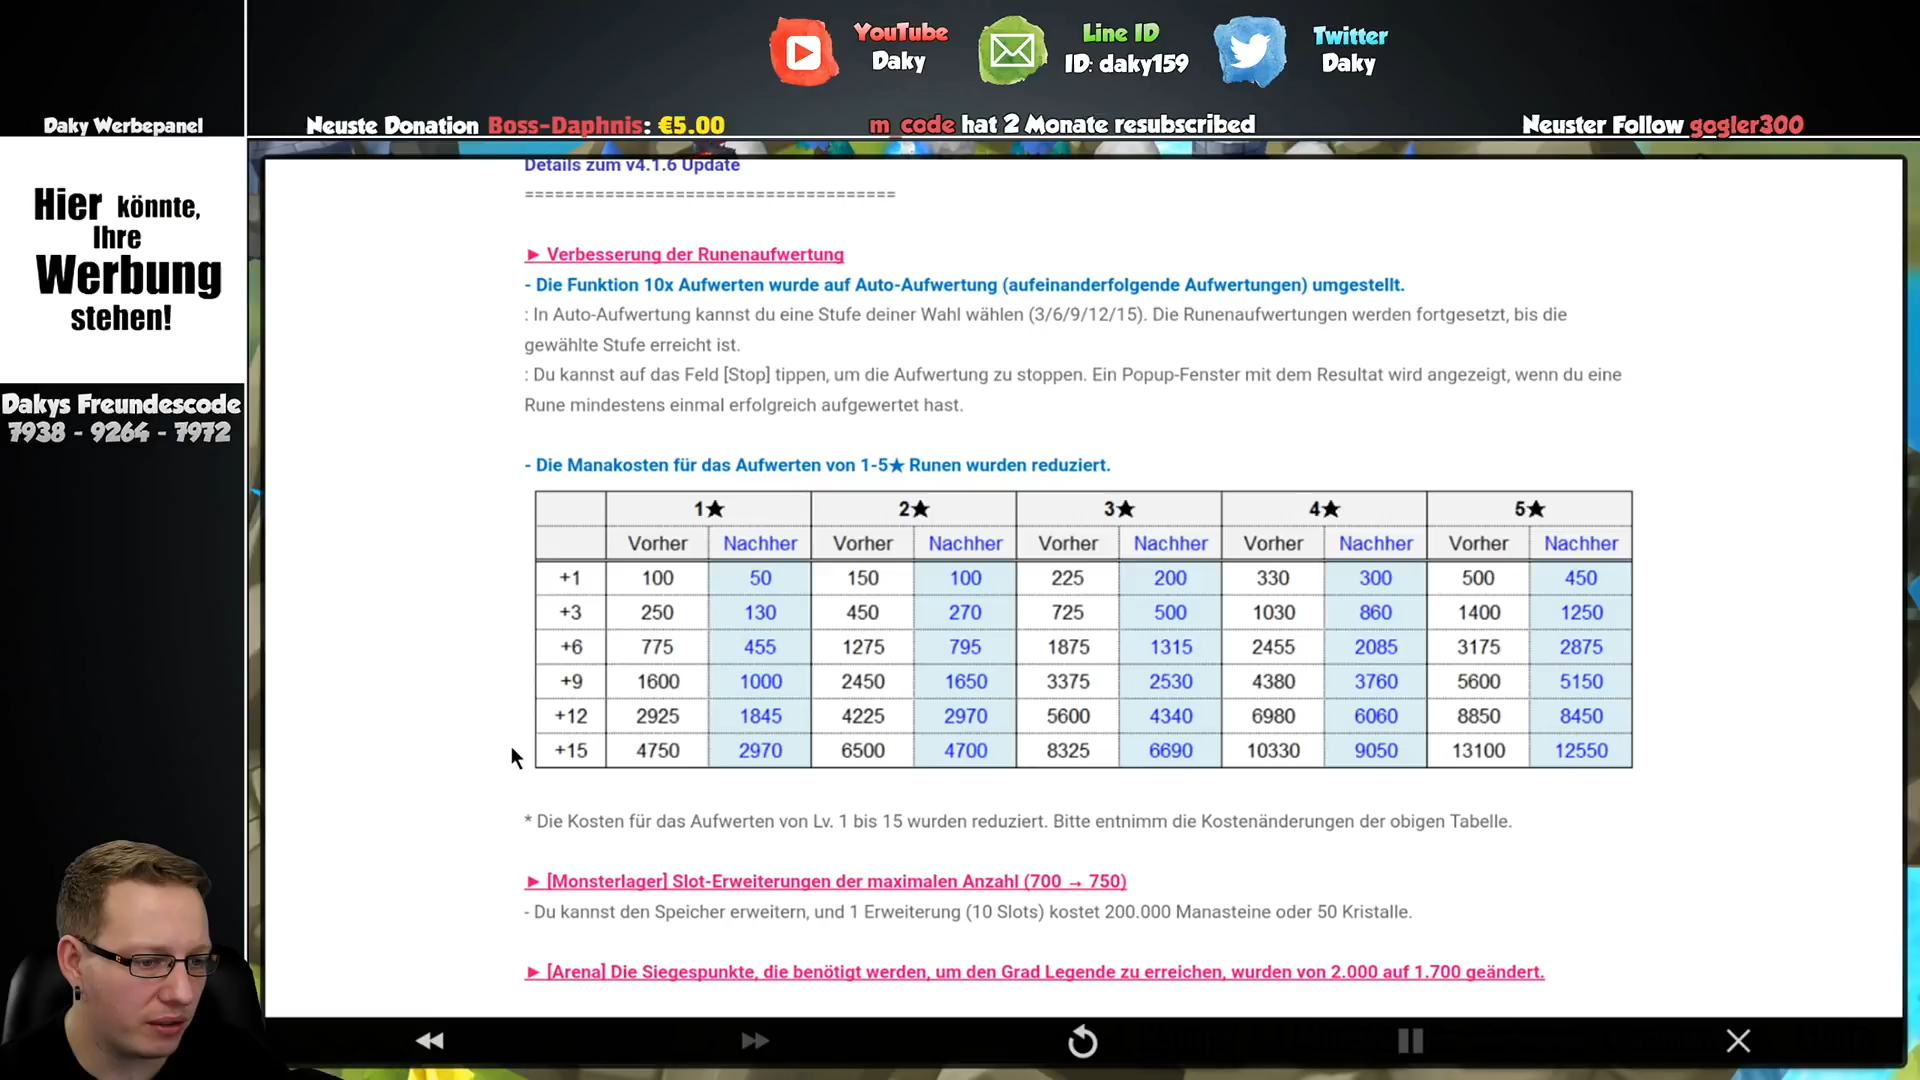 YouTube
Daky
Line ID
ID: daky159
Twitter
Daky
Daky Werbepanel
Neuste Donation Boss-Daphnis: €5.00
m_code hat 2 Monate resubscribed
Neuster Follow gogler300
Hier könnte,
Ihre
Werbung
stehen!
Dakys Freundescode
7938 - 9264 - 7972
Details zum v4.1.6 Update
=====================================
► Verbesserung der Runenaufwertung
- Die Funktion 10x Aufwerten wurde auf Auto-Aufwertung (aufeinanderfolgende Aufwertungen) umgestellt.
: In Auto-Aufwertung kannst du eine Stufe deiner Wahl wählen (3/6/9/12/15). Die Runenaufwertungen werden fortgesetzt, bis die
gewählte Stufe erreicht ist.
: Du kannst auf das Feld [Stop] tippen, um die Aufwertung zu stoppen. Ein Popup-Fenster mit dem Resultat wird angezeigt, wenn du eine
Rune mindestens einmal erfolgreich aufgewertet hast.
- Die Manakosten für das Aufwerten von 1-5★ Runen wurden reduziert.
1★ 2★ 3★ 4★ 5★
Vorher Nachher Vorher Nachher Vorher Nachher Vorher Nachher Vorher Nachher
+1 100 50 150 100 225 200 330 300 500 450
+3 250 130 450 270 725 500 1030 860 1400 1250
+6 775 455 1275 795 1875 1315 2455 2085 3175 2875
+9 1600 1000 2450 1650 3375 2530 4380 3760 5600 5150
+12 2925 1845 4225 2970 5600 4340 6980 6060 8850 8450
+15 4750 2970 6500 4700 8325 6690 10330 9050 13100 12550
* Die Kosten für das Aufwerten von Lv. 1 bis 15 wurden reduziert. Bitte entnimm die Kostenänderungen der obigen Tabelle.
► [Monsterlager] Slot-Erweiterungen der maximalen Anzahl (700 → 750)
- Du kannst den Speicher erweitern, und 1 Erweiterung (10 Slots) kostet 200.000 Manasteine oder 50 Kristalle.
► [Arena] Die Siegespunkte, die benötigt werden, um den Grad Legende zu erreichen, wurden von 2.000 auf 1.700 geändert.